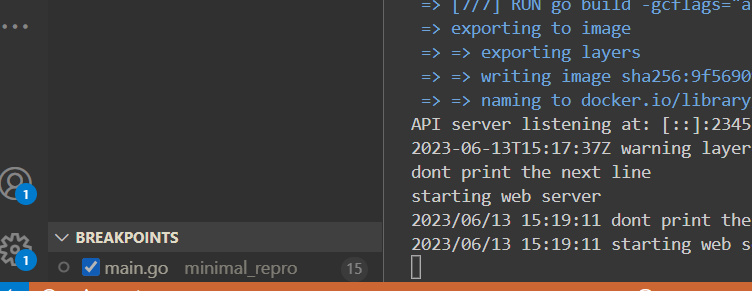 => [7/7] RUN go build -gcflags="a
=> exporting to image
=> => exporting layers
=> => writing image sha256:9f5690
=> => naming to docker.io/library
API server listening at: [::]:2345
2023-06-13T15:17:37Z warning layer
dont print the next line
starting web server
2023/06/13 15:19:11 dont print the
2023/06/13 15:19:11 starting web s
1
1
BREAKPOINTS
main.go minimal_repro 15